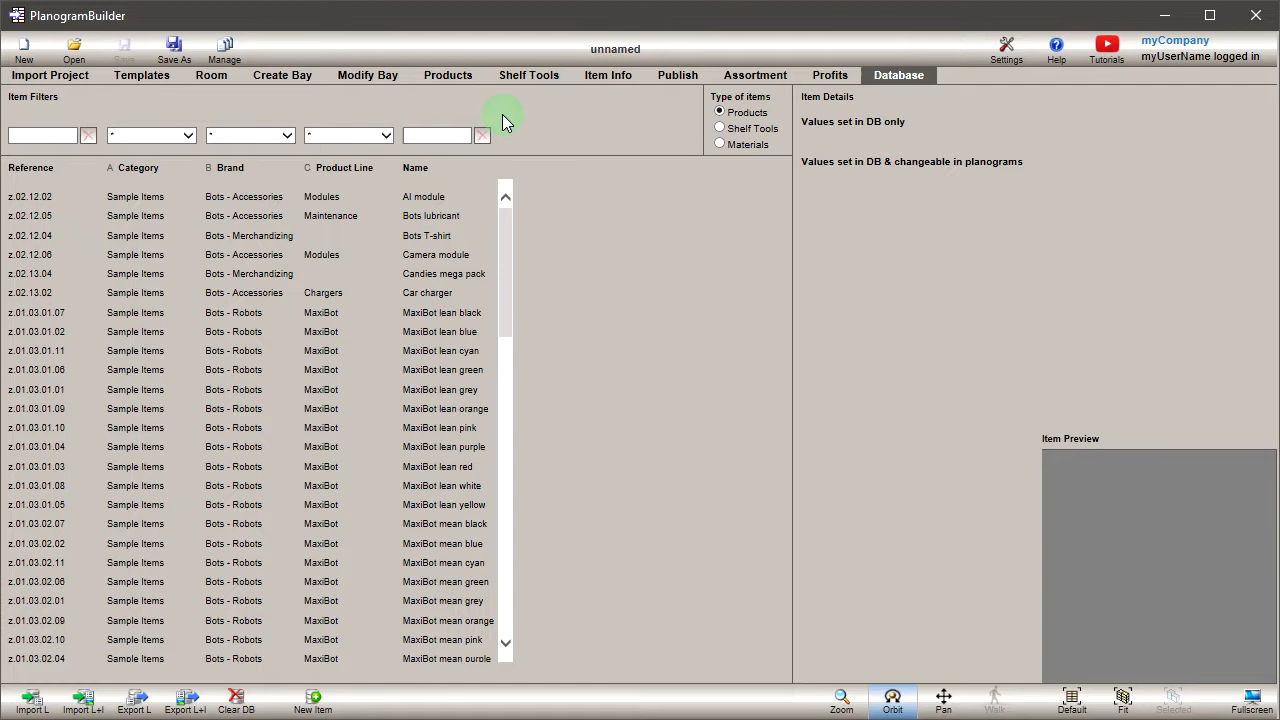 PlanogramBuilder
New Open Save Save As Manage
unnamed
Settings Help Tutorials
myCompany
myUserName logged in
Import Project Templates Room Create Bay Modify Bay Products Shelf Tools Item Info Publish Assortment Profits Database
Item Filters
* * *
Type of items
Products
Shelf Tools
Materials
Item Details
Values set in DB only
Values set in DB & changeable in planograms
Reference A Category B Brand C Product Line Name
z.02.12.02 Sample Items Bots - Accessories Modules AI module
z.02.12.05 Sample Items Bots - Accessories Maintenance Bots lubricant
z.02.12.04 Sample Items Bots - Merchandizing Bots T-shirt
z.02.12.06 Sample Items Bots - Accessories Modules Camera module
z.02.13.04 Sample Items Bots - Merchandizing Candies mega pack
z.02.13.02 Sample Items Bots - Accessories Chargers Car charger
z.01.03.01.07 Sample Items Bots - Robots MaxiBot MaxiBot lean black
z.01.03.01.02 Sample Items Bots - Robots MaxiBot MaxiBot lean blue
z.01.03.01.11 Sample Items Bots - Robots MaxiBot MaxiBot lean cyan
z.01.03.01.06 Sample Items Bots - Robots MaxiBot MaxiBot lean green
z.01.03.01.01 Sample Items Bots - Robots MaxiBot MaxiBot lean grey
z.01.03.01.09 Sample Items Bots - Robots MaxiBot MaxiBot lean orange
z.01.03.01.10 Sample Items Bots - Robots MaxiBot MaxiBot lean pink
z.01.03.01.04 Sample Items Bots - Robots MaxiBot MaxiBot lean purple
z.01.03.01.03 Sample Items Bots - Robots MaxiBot MaxiBot lean red
z.01.03.01.08 Sample Items Bots - Robots MaxiBot MaxiBot lean white
z.01.03.01.05 Sample Items Bots - Robots MaxiBot MaxiBot lean yellow
z.01.03.02.07 Sample Items Bots - Robots MaxiBot MaxiBot mean black
z.01.03.02.02 Sample Items Bots - Robots MaxiBot MaxiBot mean blue
z.01.03.02.11 Sample Items Bots - Robots MaxiBot MaxiBot mean cyan
z.01.03.02.06 Sample Items Bots - Robots MaxiBot MaxiBot mean green
z.01.03.02.01 Sample Items Bots - Robots MaxiBot MaxiBot mean grey
z.01.03.02.09 Sample Items Bots - Robots MaxiBot MaxiBot mean orange
z.01.03.02.10 Sample Items Bots - Robots MaxiBot MaxiBot mean pink
z.01.03.02.04 Sample Items Bots - Robots MaxiBot MaxiBot mean purple
Item Preview
Import L Import L+I Export L Export L+I Clear DB New Item Zoom Orbit Pan Walk Default Fit Selected Fullscreen